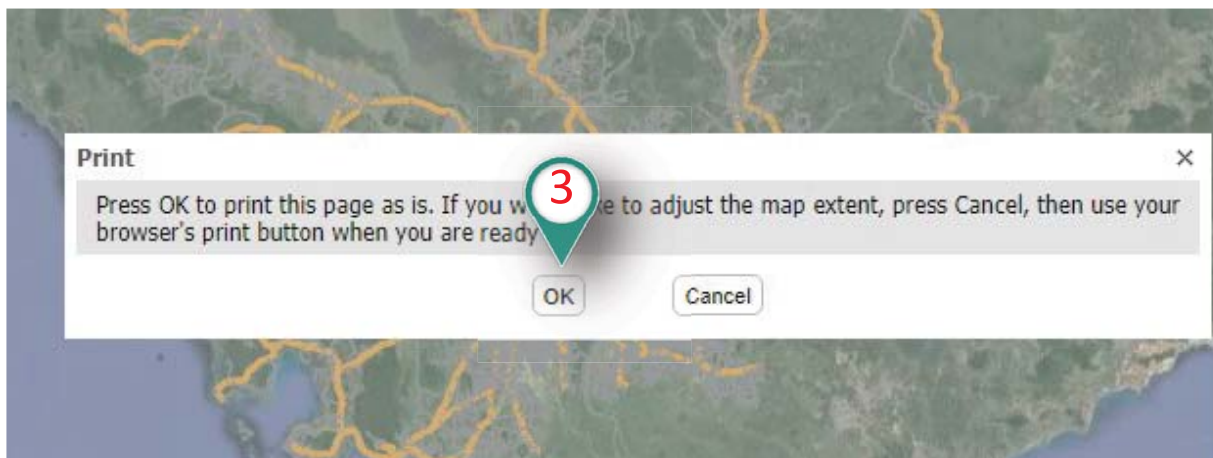 Print
Press OK to print this page as is. If you w ke to adjust the map extent, press Cancel, then use your
browser's print button when you are ready
3
OK
Cancel